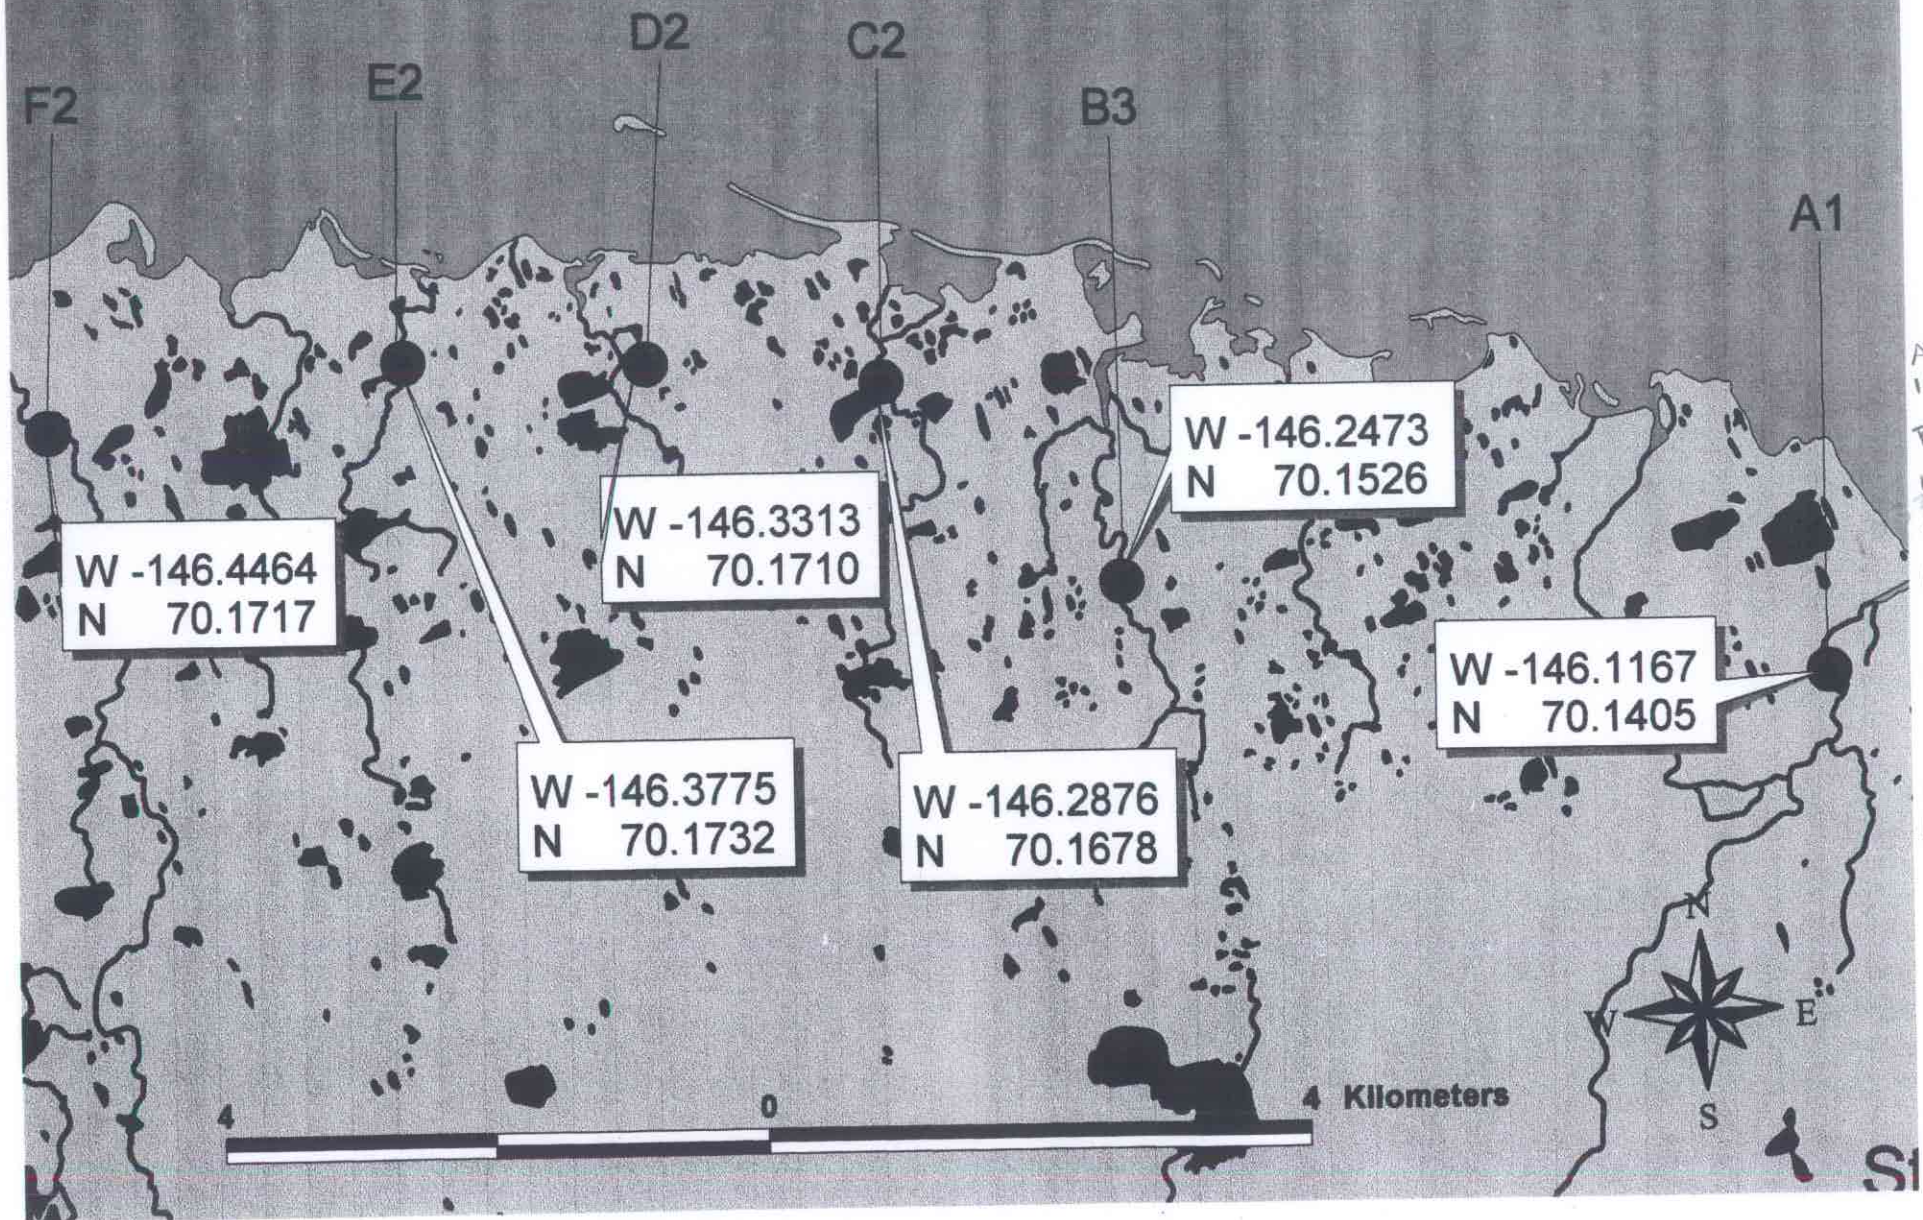 D2
C2
E2
F2
B3
A1
W -146.2473
N 70.1526
W -146.3313
N 70.1710
W -146.4464
N 70.1717
W -146.1167
N 70.1405
W -146.3775
N 70.1732
W -146.2876
N 70.1678
N
W
E
S
4 0 4 Kilometers